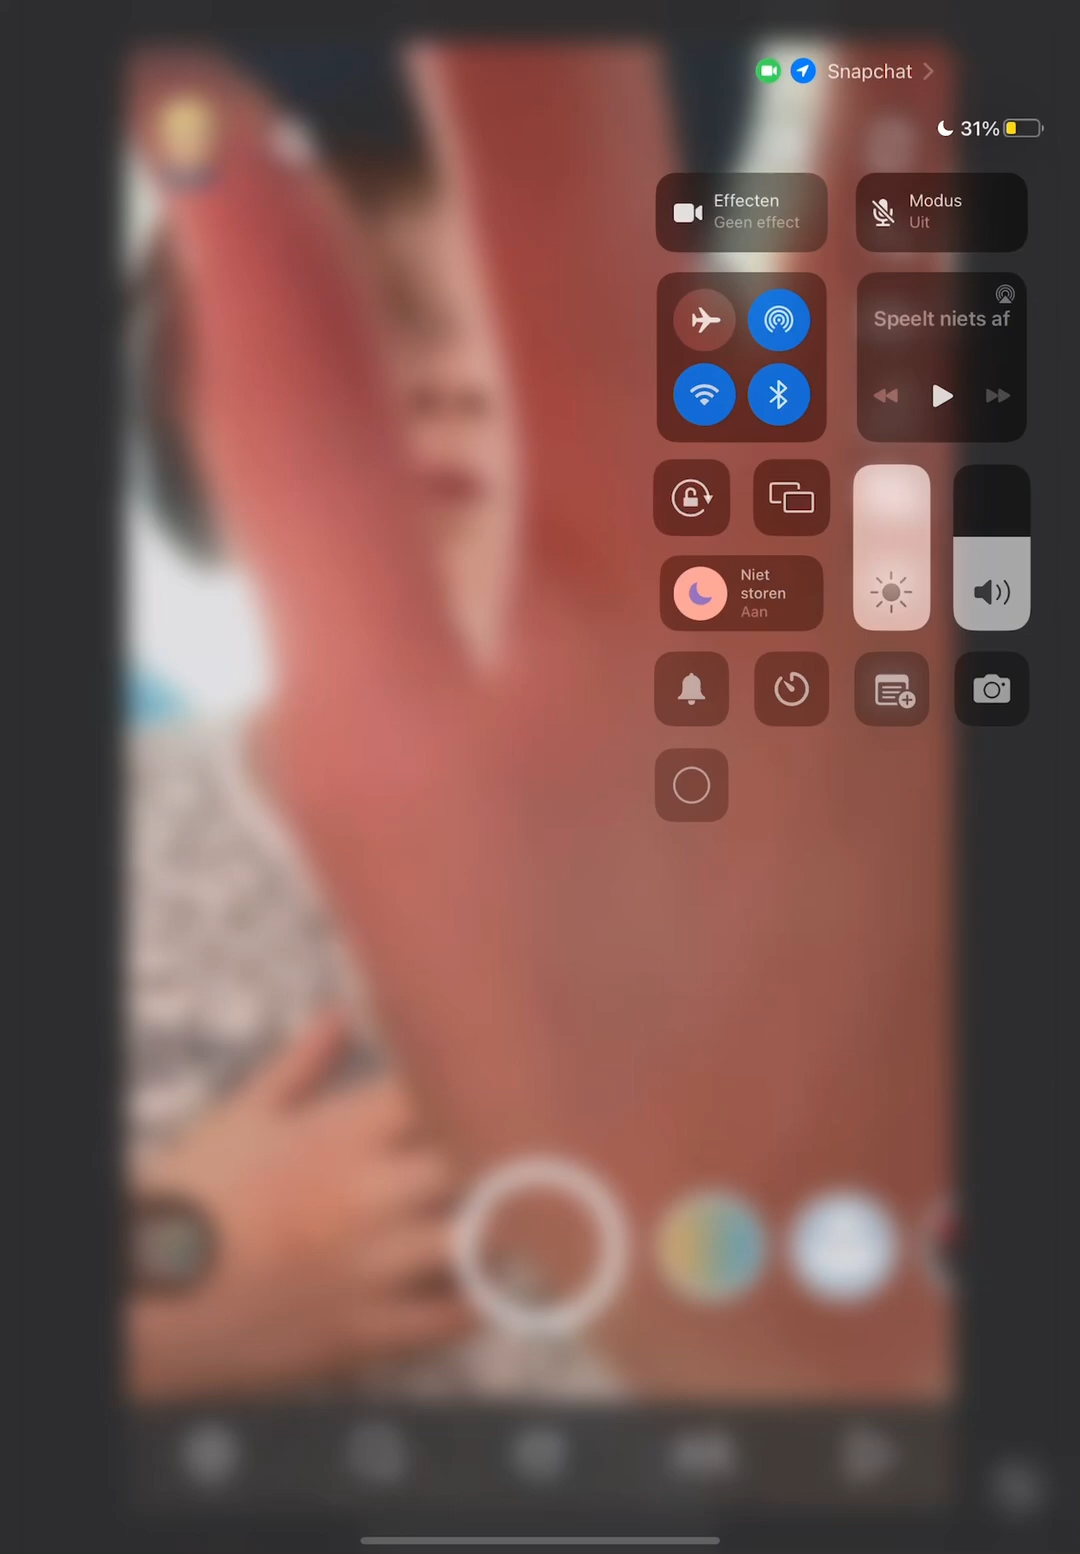 Snapchat
31%
Effecten
Geen effect
Modus
Uit
Speelt niets af
Niet
storen
Aan